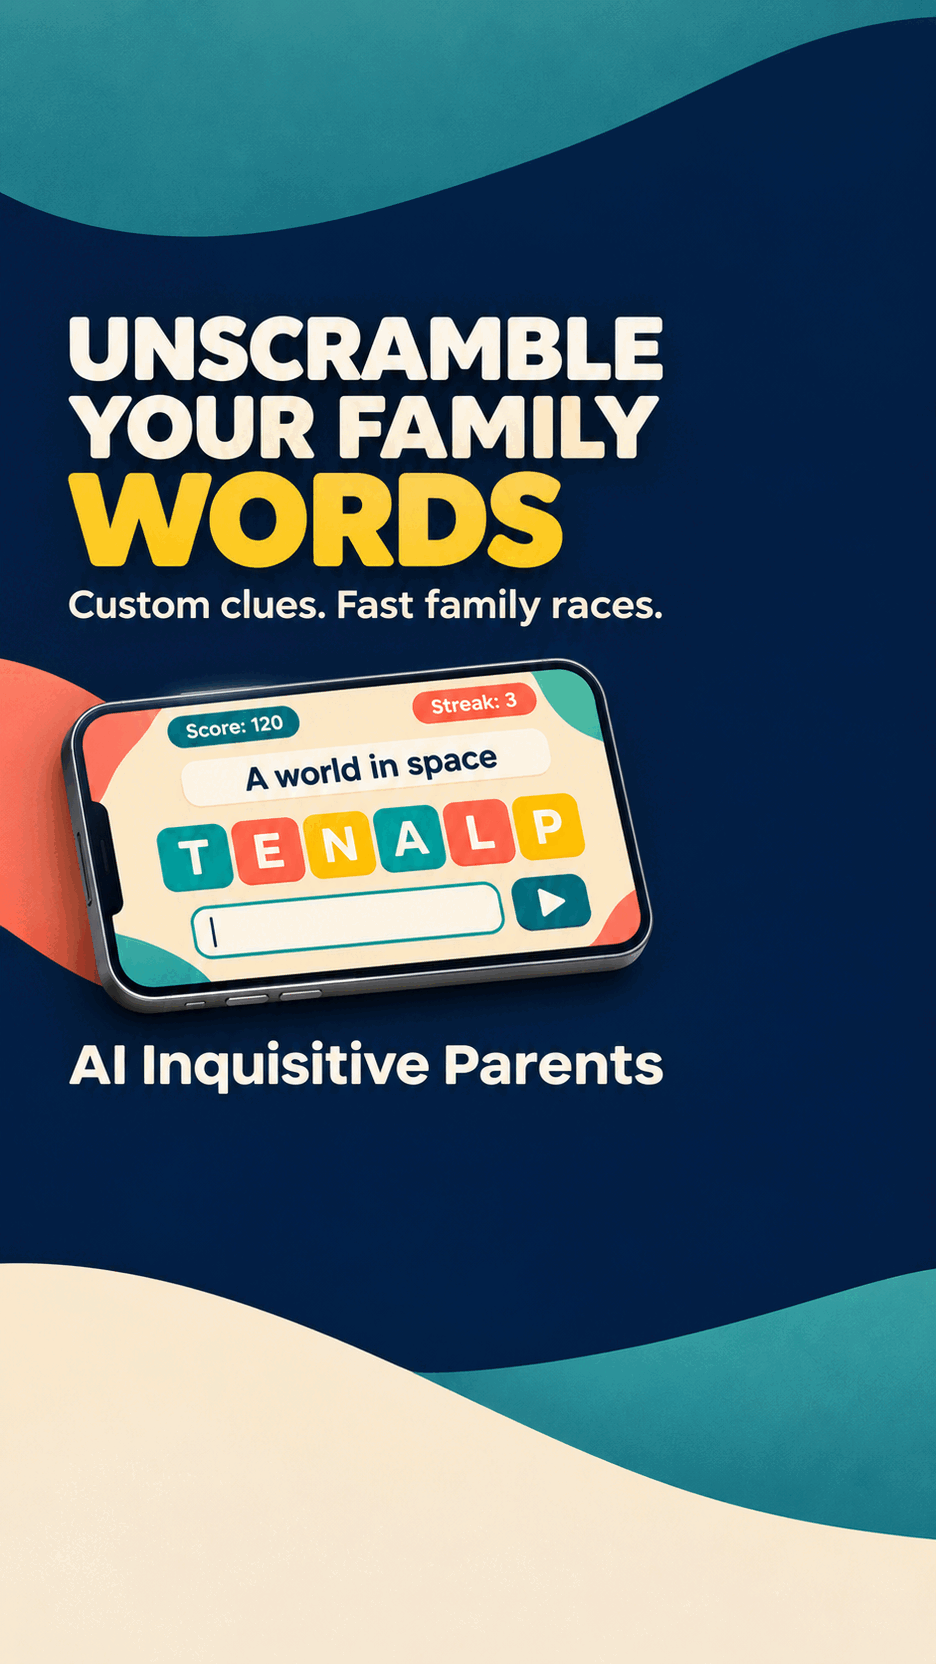 UNSCRAMBLE
YOUR FAMILY
WORDS
Custom clues. Fast family races.
Score: 120
Streak: 3
A world in space
T E N A L P
AI Inquisitive Parents